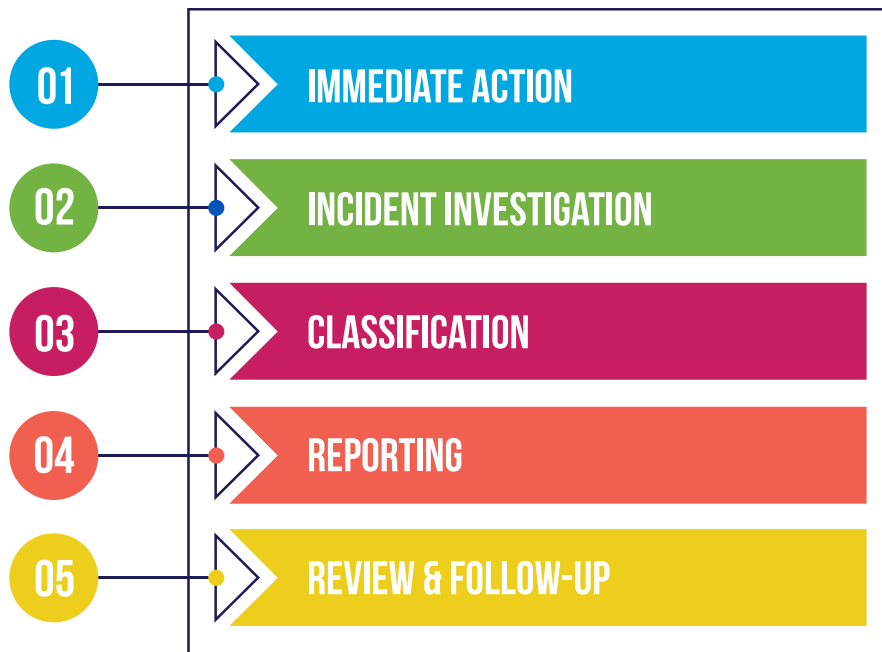 01
IMMEDIATE ACTION
02
INCIDENT INVESTIGATION
03
CLASSIFICATION
04
REPORTING
05
REVIEW & FOLLOW-UP